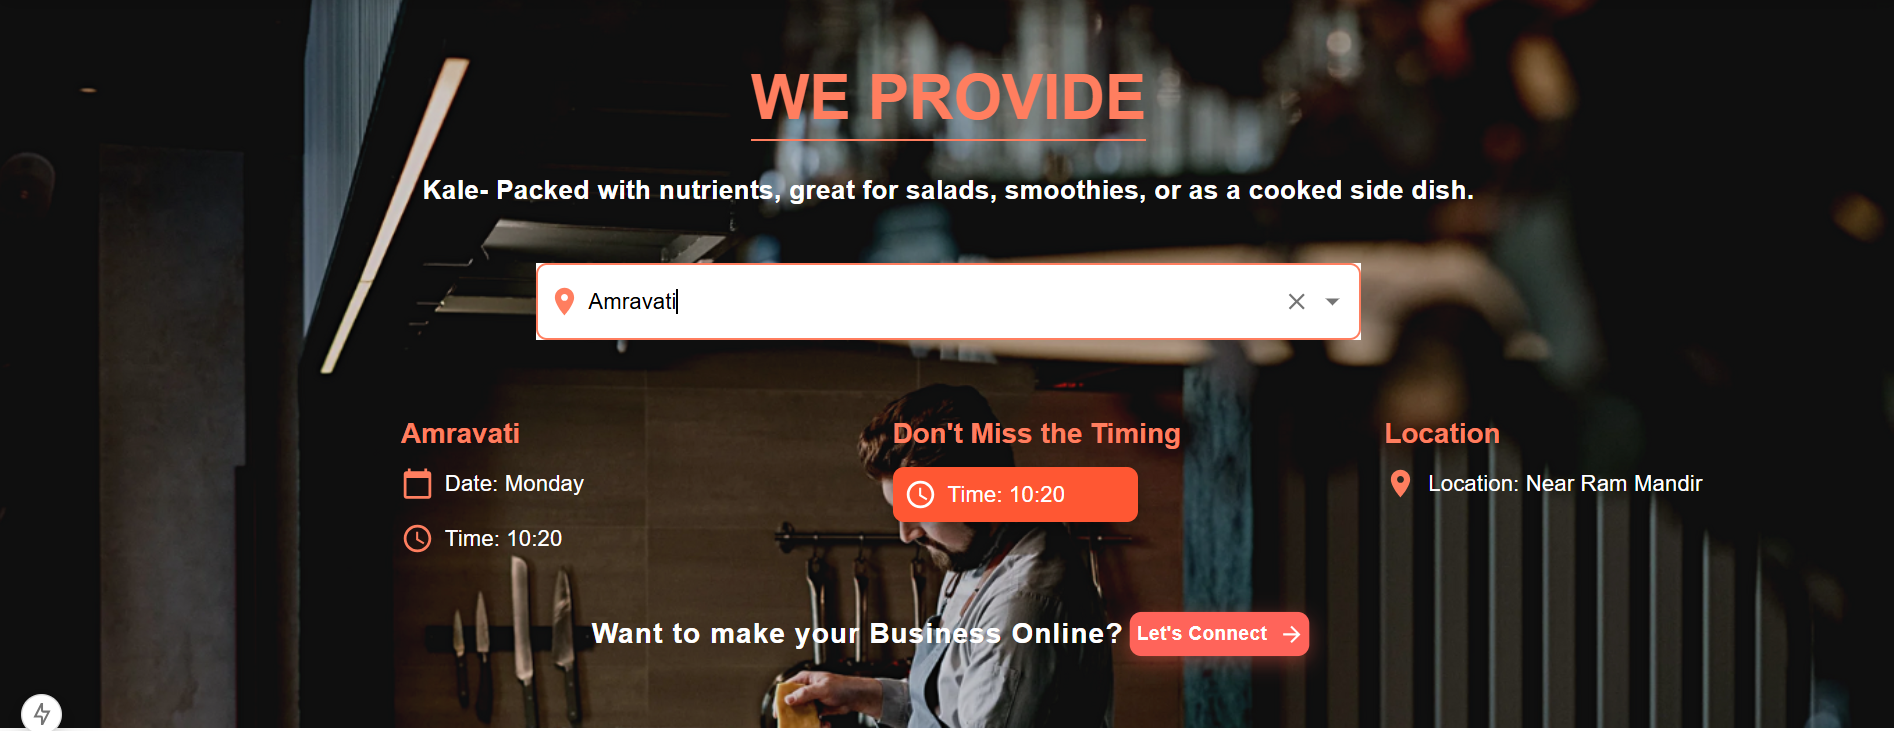 WE PROVIDE
Kale- Packed with nutrients, great for salads, smoothies, or as a cooked side dish.
Amravati
Amravati
Date: Monday
Time: 10:20
Don't Miss the Timing
Time: 10:20
Location
Location: Near Ram Mandir
Want to make your Business Online?
Let's Connect